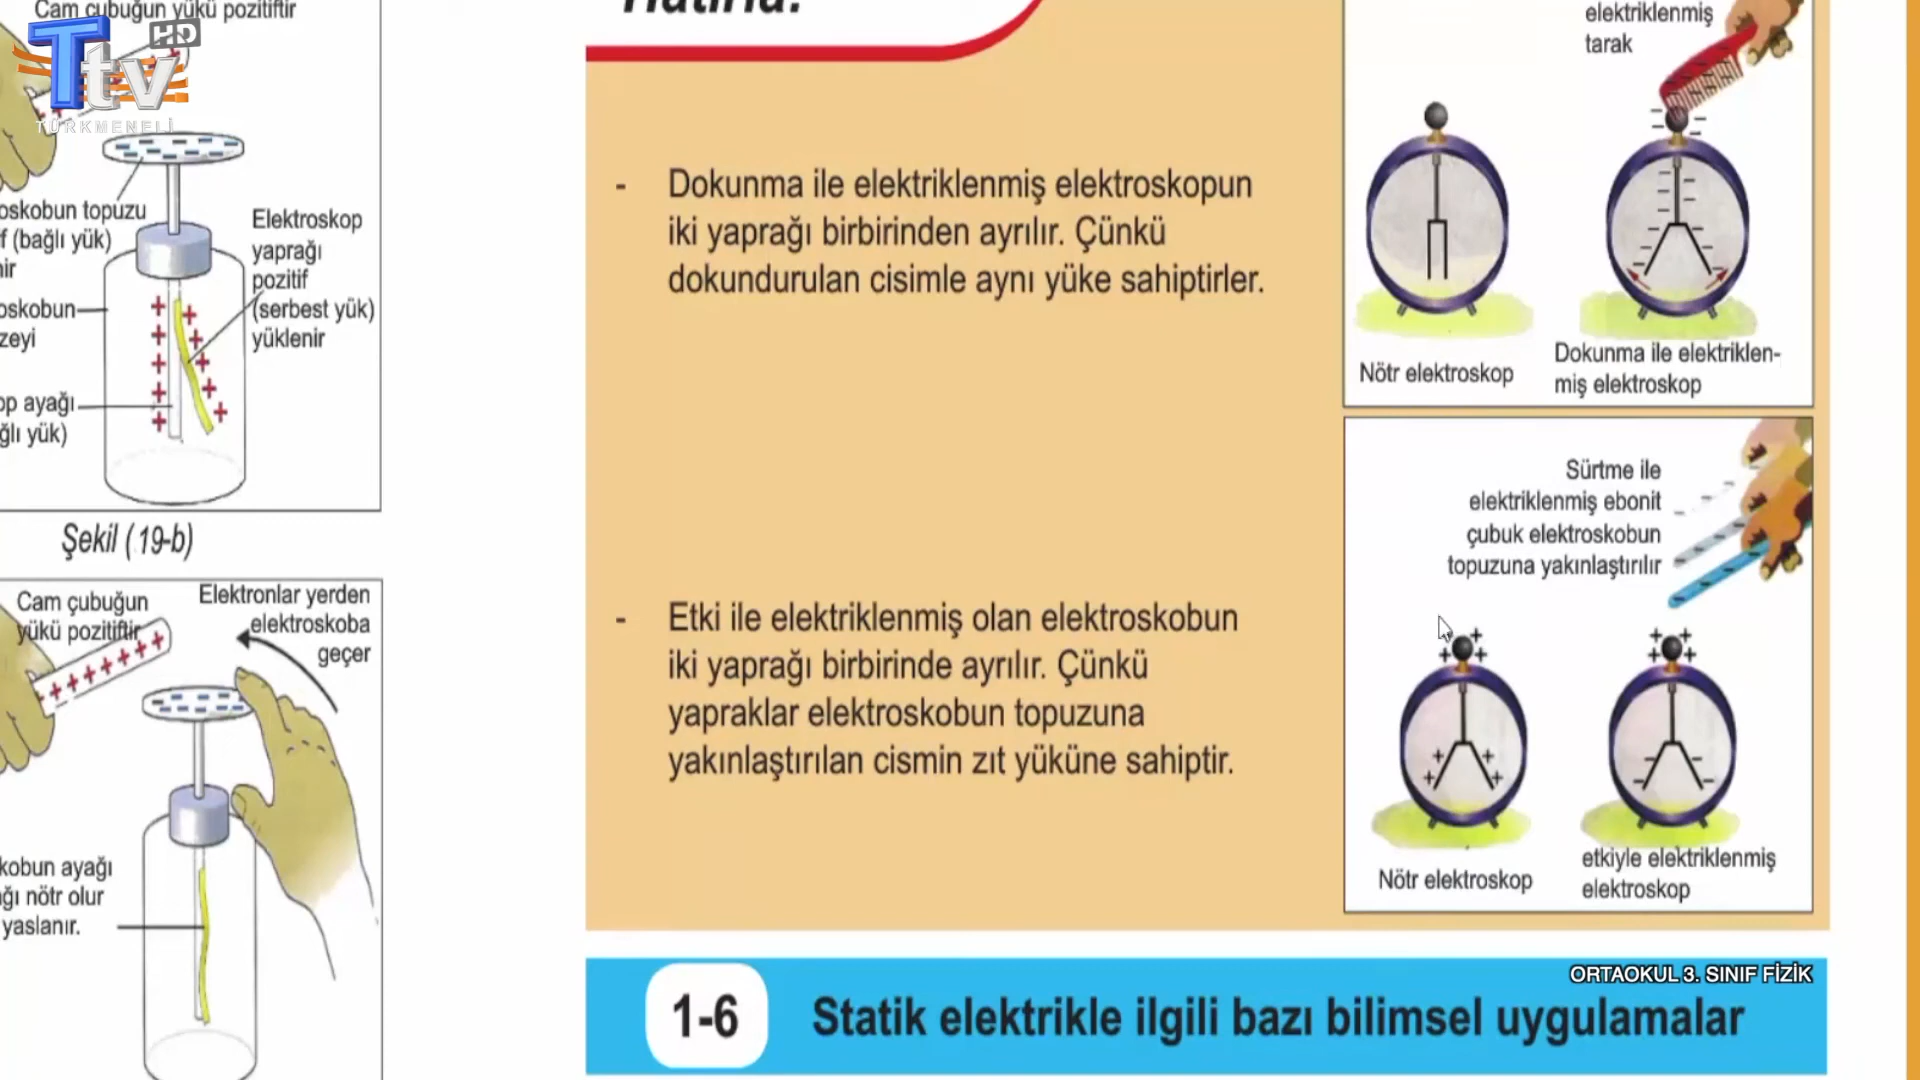 Cam çubuğun yükü pozitiftir
HD
Ttv
TÜRKMENELİ
oskobun topuzu
f (bağlı yük)
Elektroskop
yaprağı
pozitif
(serbest yük)
yüklenir
oskobun
zeyi
op ayağı
ğlı yük)
Şekil (19-b)
Cam çubuğun
yükü pozitiftir
Elektronlar yerden
elektroskoba
geçer
kobun ayağı
ğı nötr olur
yaslanır.
- Dokunma ile elektriklenmiş elektroskopun
iki yaprağı birbirinden ayrılır. Çünkü
dokundurulan cisimle aynı yüke sahiptirler.
- Etki ile elektriklenmiş olan elektroskobun
iki yaprağı birbirinde ayrılır. Çünkü
yapraklar elektroskobun topuzuna
yakınlaştırılan cismin zıt yüküne sahiptir.
elektriklenmiş
tarak
Nötr elektroskop
Dokunma ile elektriklen-
miş elektroskop
Sürtme ile
elektriklenmiş ebonit
çubuk elektroskobun
topuzuna yakınlaştırılır
Nötr elektroskop
etkiyle elektriklenmiş
elektroskop
ORTAOKUL 3. SINIF FİZİK
1-6 Statik elektrikle ilgili bazı bilimsel uygulamalar